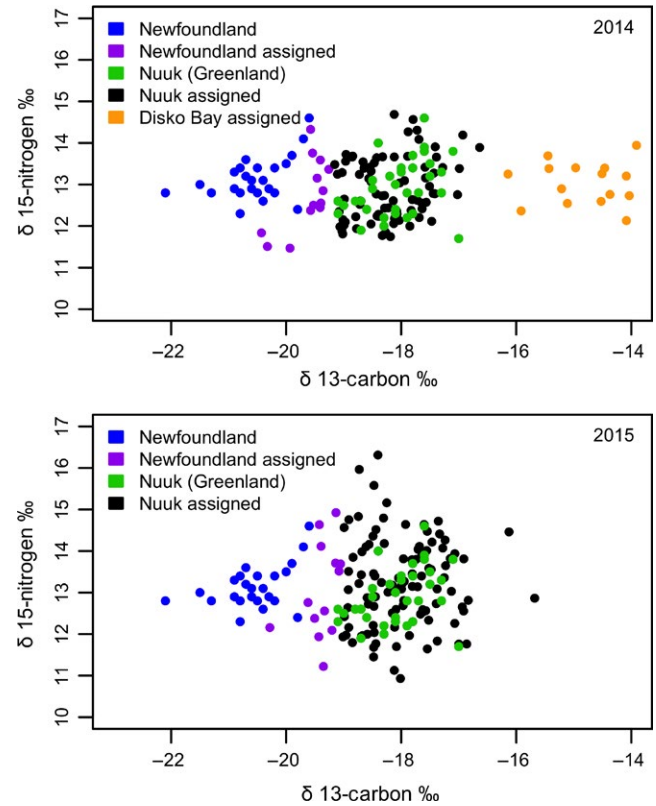 2014
Newfoundland
Newfoundland assigned
Nuuk (Greenland)
Nuuk assigned
Disko Bay assigned
17
16
15
14
13
12
11
10
δ 15-nitrogen ‰
−22 −20 −18 −16 −14
δ 13-carbon ‰
2015
Newfoundland
Newfoundland assigned
Nuuk (Greenland)
Nuuk assigned
17
16
15
14
13
12
11
10
δ 15-nitrogen ‰
−22 −20 −18 −16 −14
δ 13-carbon ‰